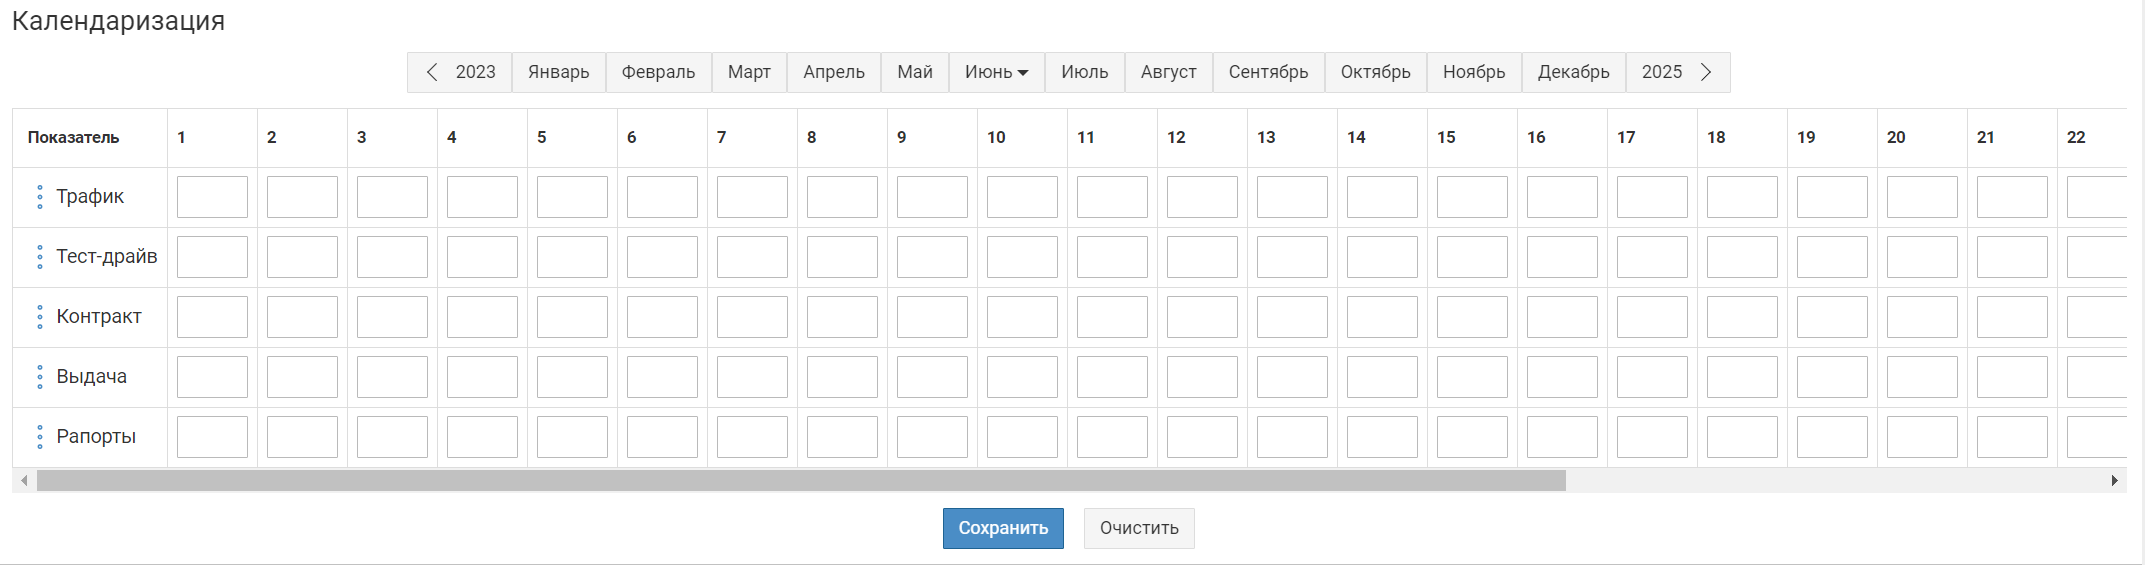 Календаризация
2023 Январь Февраль Март Апрель Май Июнь Июль Август Сентябрь Октябрь Ноябрь Декабрь 2025
Показатель 1 2 3 4 5 6 7 8 9 10 11 12 13 14 15 16 17 18 19 20 21 22
Трафик
Тест-драйв
Контракт
Выдача
Рапорты
Сохранить Очистить